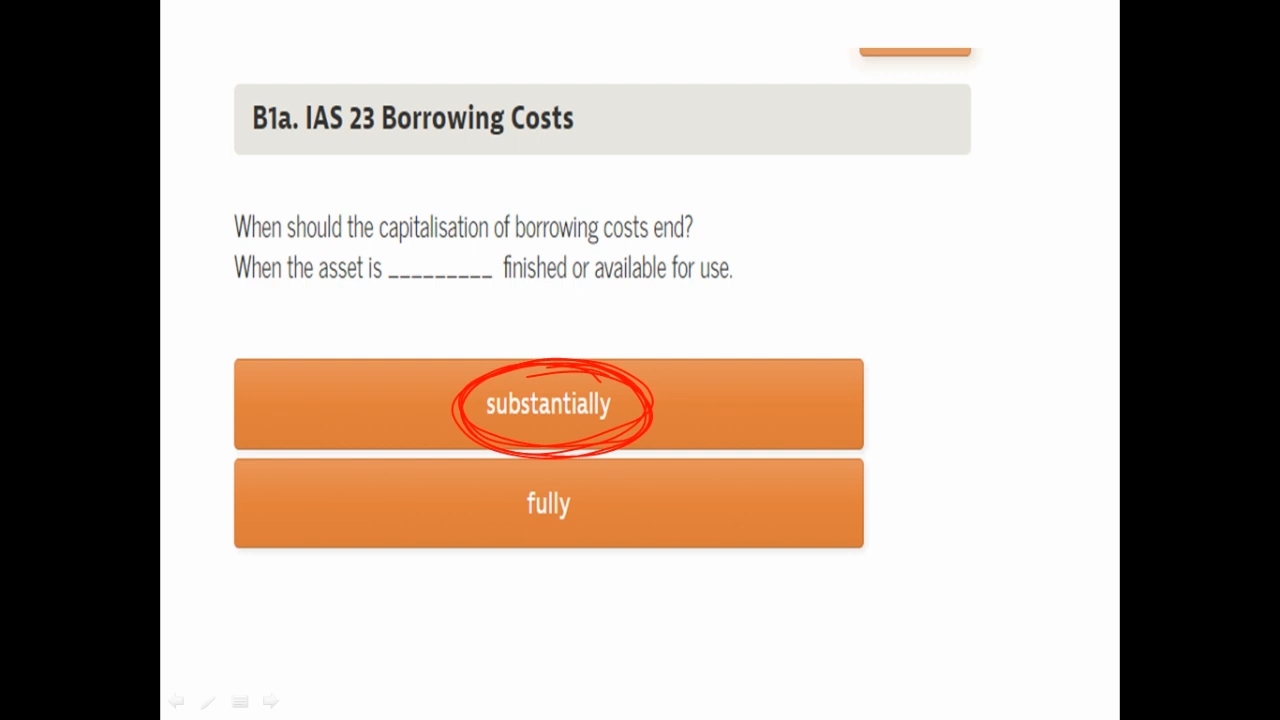 B1a. IAS 23 Borrowing Costs
When should the capitalisation of borrowing costs end?
When the asset is _________ finished or available for use.
substantially
fully